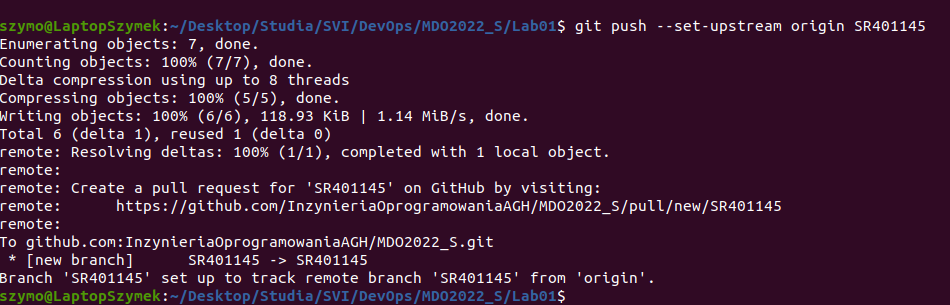 szymo@LaptopSzymek:~/Desktop/Studia/SVI/DevOps/MDO2022_S/Lab01$ git push --set-upstream origin SR401145
Enumerating objects: 7, done.
Counting objects: 100% (7/7), done.
Delta compression using up to 8 threads
Compressing objects: 100% (5/5), done.
Writing objects: 100% (6/6), 118.93 KiB | 1.14 MiB/s, done.
Total 6 (delta 1), reused 1 (delta 0)
remote: Resolving deltas: 100% (1/1), completed with 1 local object.
remote:
remote: Create a pull request for 'SR401145' on GitHub by visiting:
remote:      https://github.com/InzynieriaOprogramowaniaAGH/MDO2022_S/pull/new/SR401145
remote:
To github.com:InzynieriaOprogramowaniaAGH/MDO2022_S.git
 * [new branch]      SR401145 -> SR401145
Branch 'SR401145' set up to track remote branch 'SR401145' from 'origin'.
szymo@LaptopSzymek:~/Desktop/Studia/SVI/DevOps/MDO2022_S/Lab01$